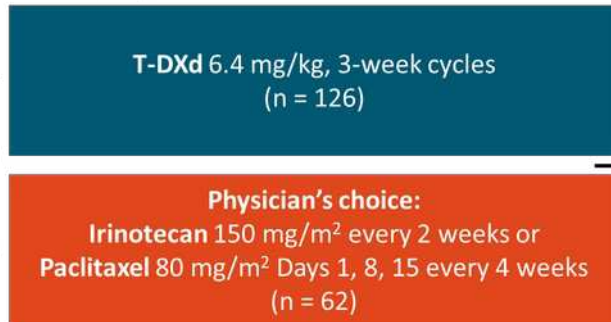 T-DXd 6.4 mg/kg, 3-week cycles
(n = 126)
Physician's choice:
Irinotecan 150 mg/m² every 2 weeks or
Paclitaxel 80 mg/m² Days 1, 8, 15 every 4 weeks
(n = 62)